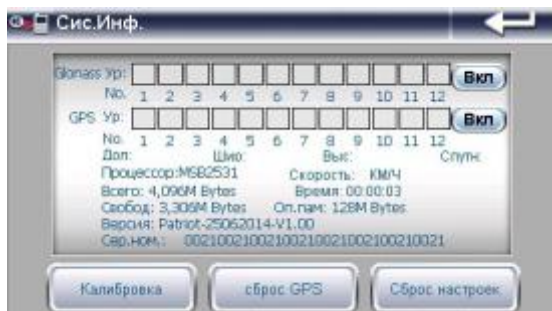 Сис.Инф.
Glonass Ур: Вкл
No. 1 2 3 4 5 6 7 8 9 10 11 12
GPS Ур: Вкл
No. 1 2 3 4 5 6 7 8 9 10 11 12
Дол: Шир: Выс: Спутн:
Процессор:MSB2531 Скорость: КМ/Ч
Всего: 4,096M Bytes Время: 00:00:03
Свобод: 3,306M Bytes Оп.пам: 128M Bytes
Версия: Patriot-25062014-V1.00
Сер.ном.: 00210021002100210021002100210021
Калибровка сброс GPS Сброс настроек